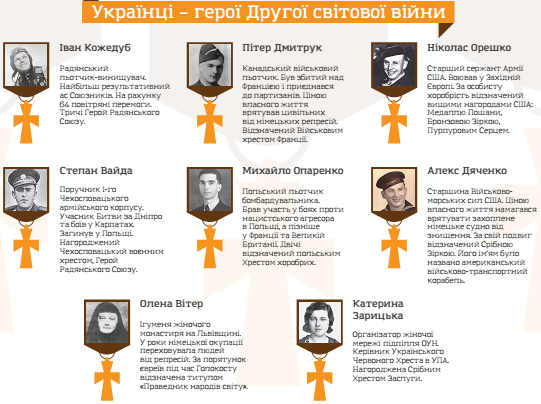 Українці – герої Другої світової війни
Іван Кожедуб
Радянський
льотчик-винищувач.
Найбільш результативний
ас Союзників. На рахунку
64 повітряні перемоги.
Тричі Герой Радянського
Союзу.
Пітер Дмитрук
Канадський військовий
льотчик. Був збитий над
Францією і приєднався
до партизанів. Ціною
власного життя
врятував цивільних
від німецьких репресій.
Відзначений Військовим
хрестом Франції.
Ніколас Орешко
Старший сержант Армії
США. Воював у Західній
Європі. За особисту
хоробрість відзначений
вищими нагородами США:
Медаллю Пошани,
Бронзовою Зіркою,
Пурпуровим Серцем.
Степан Вайда
Поручник 1-го
Чехословацького
армійського корпусу.
Учасник Битви за Дніпро
та боїв у Карпатах.
Загинув у Польщі.
Нагороджений
Чехословацький воєнним
хрестом, Герой
Радянського Союзу.
Михайло Опаренко
Польський льотчик
бомбардувальника.
Брав участь у боях проти
нацистського агресора
в Польщі, а пізніше
у Франції та Великій
Британії. Двічі
відзначений польським
Хрестом хоробрих.
Алекс Дяченко
Старшина Військово-
морських сил США. Ціною
власного життя намагався
врятувати захоплене
німецьке судно від
знищення. За свій подвиг
відзначений Срібною
Зіркою. Його ім'ям було
названо американський
військово-транспортний
корабель.
Олена Вітер
Ігуменя жіночого
монастиря на Львівщині.
У роки німецької окупації
переховувала людей
від репресій. За порятунок
євреїв під час Голокосту
відзначена титулом
«Праведник народів світу».
Катерина
Зарицька
Організатор жіночої
мережі підпілля ОУН.
Керівник Українського
Червоного Хреста в УПА.
Нагороджена Срібним
Хрестом Заслуги.